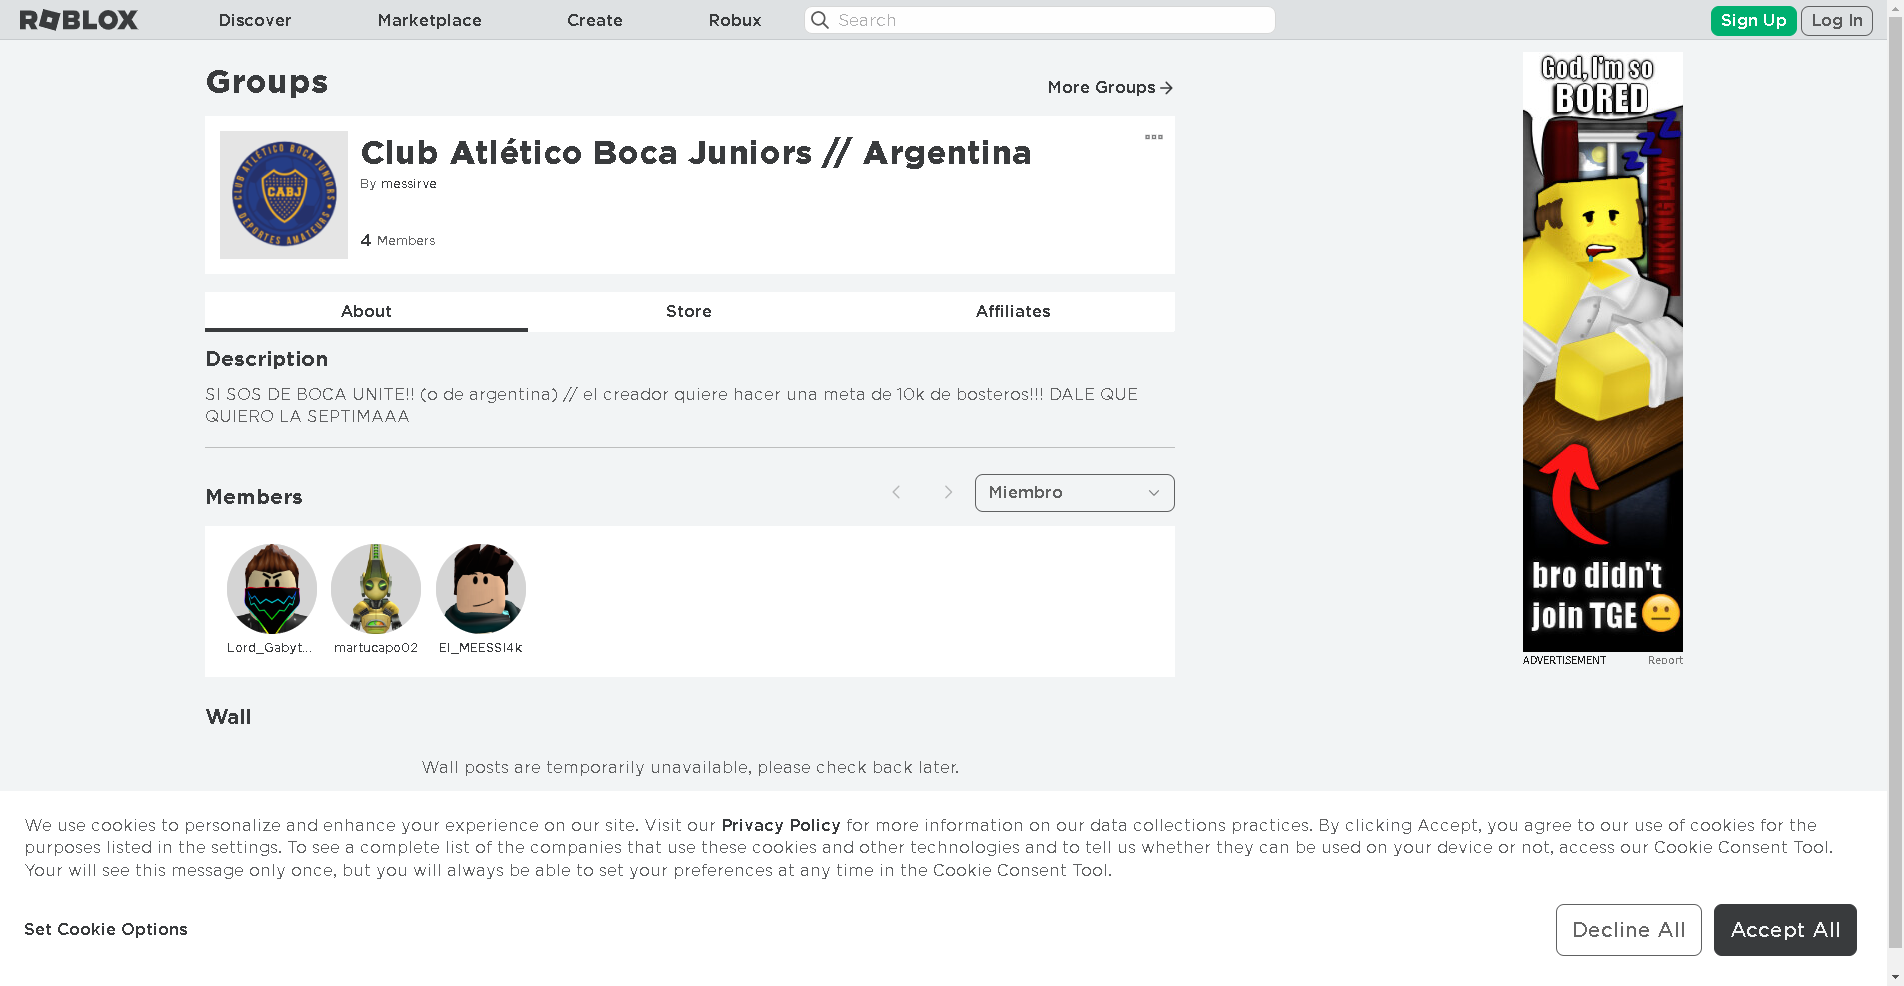 ROBLOX
Discover
Marketplace
Create
Robux
Search
Sign Up
Log In
Groups
More Groups
CLUB ATLETICO BOCA JUNIORS
CABJ
DEPORTES AMATEURS
Club Atlético Boca Juniors // Argentina
By messirve
4 Members
About
Store
Affiliates
Description
SI SOS DE BOCA UNITE!! (o de argentina) // el creador quiere hacer una meta de 10k de bosteros!!! DALE QUE
QUIERO LA SEPTIMAAA
Members
Miembro
Lord_Gabyt...
martucapo02
El_MEESSI4k
Wall
Wall posts are temporarily unavailable, please check back later.
God, I'm so
BORED
ZZZ
VIKINGLAW
bro didn't
join TGE
ADVERTISEMENT
Report
We use cookies to personalize and enhance your experience on our site. Visit our Privacy Policy for more information on our data collections practices. By clicking Accept, you agree to our use of cookies for the
purposes listed in the settings. To see a complete list of the companies that use these cookies and other technologies and to tell us whether they can be used on your device or not, access our Cookie Consent Tool.
Your will see this message only once, but you will always be able to set your preferences at any time in the Cookie Consent Tool.
Set Cookie Options
Decline All
Accept All